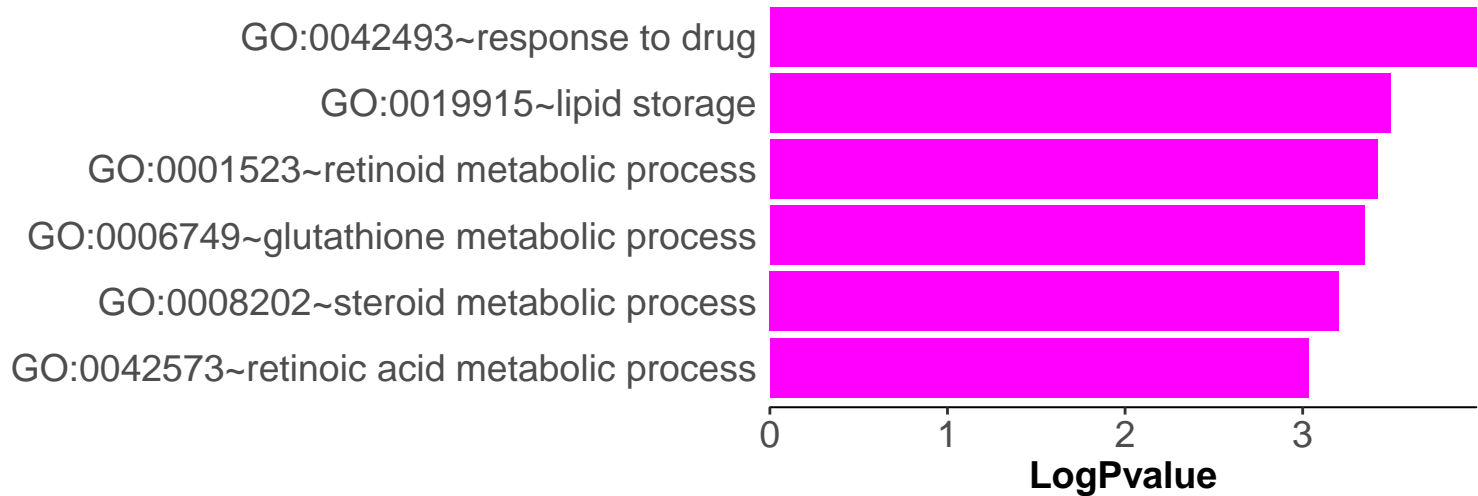 GO:0042493~response to drug
GO:0019915~lipid storage
GO:0001523~retinoid metabolic process
GO:0006749~glutathione metabolic process
GO:0008202~steroid metabolic process
GO:0042573~retinoic acid metabolic process
0 1 2 3
LogPvalue